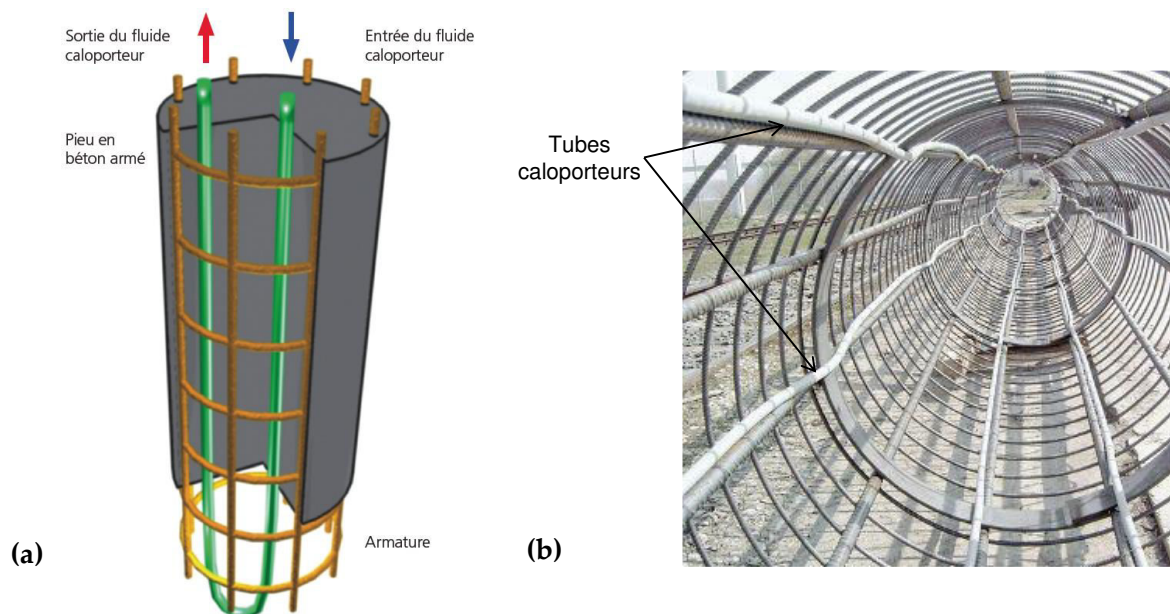 Sortie du fluide
caloporteur
Entrée du fluide
caloporteur
Pieu en
béton armé
Armature
(a)
Tubes
caloporteurs
(b)